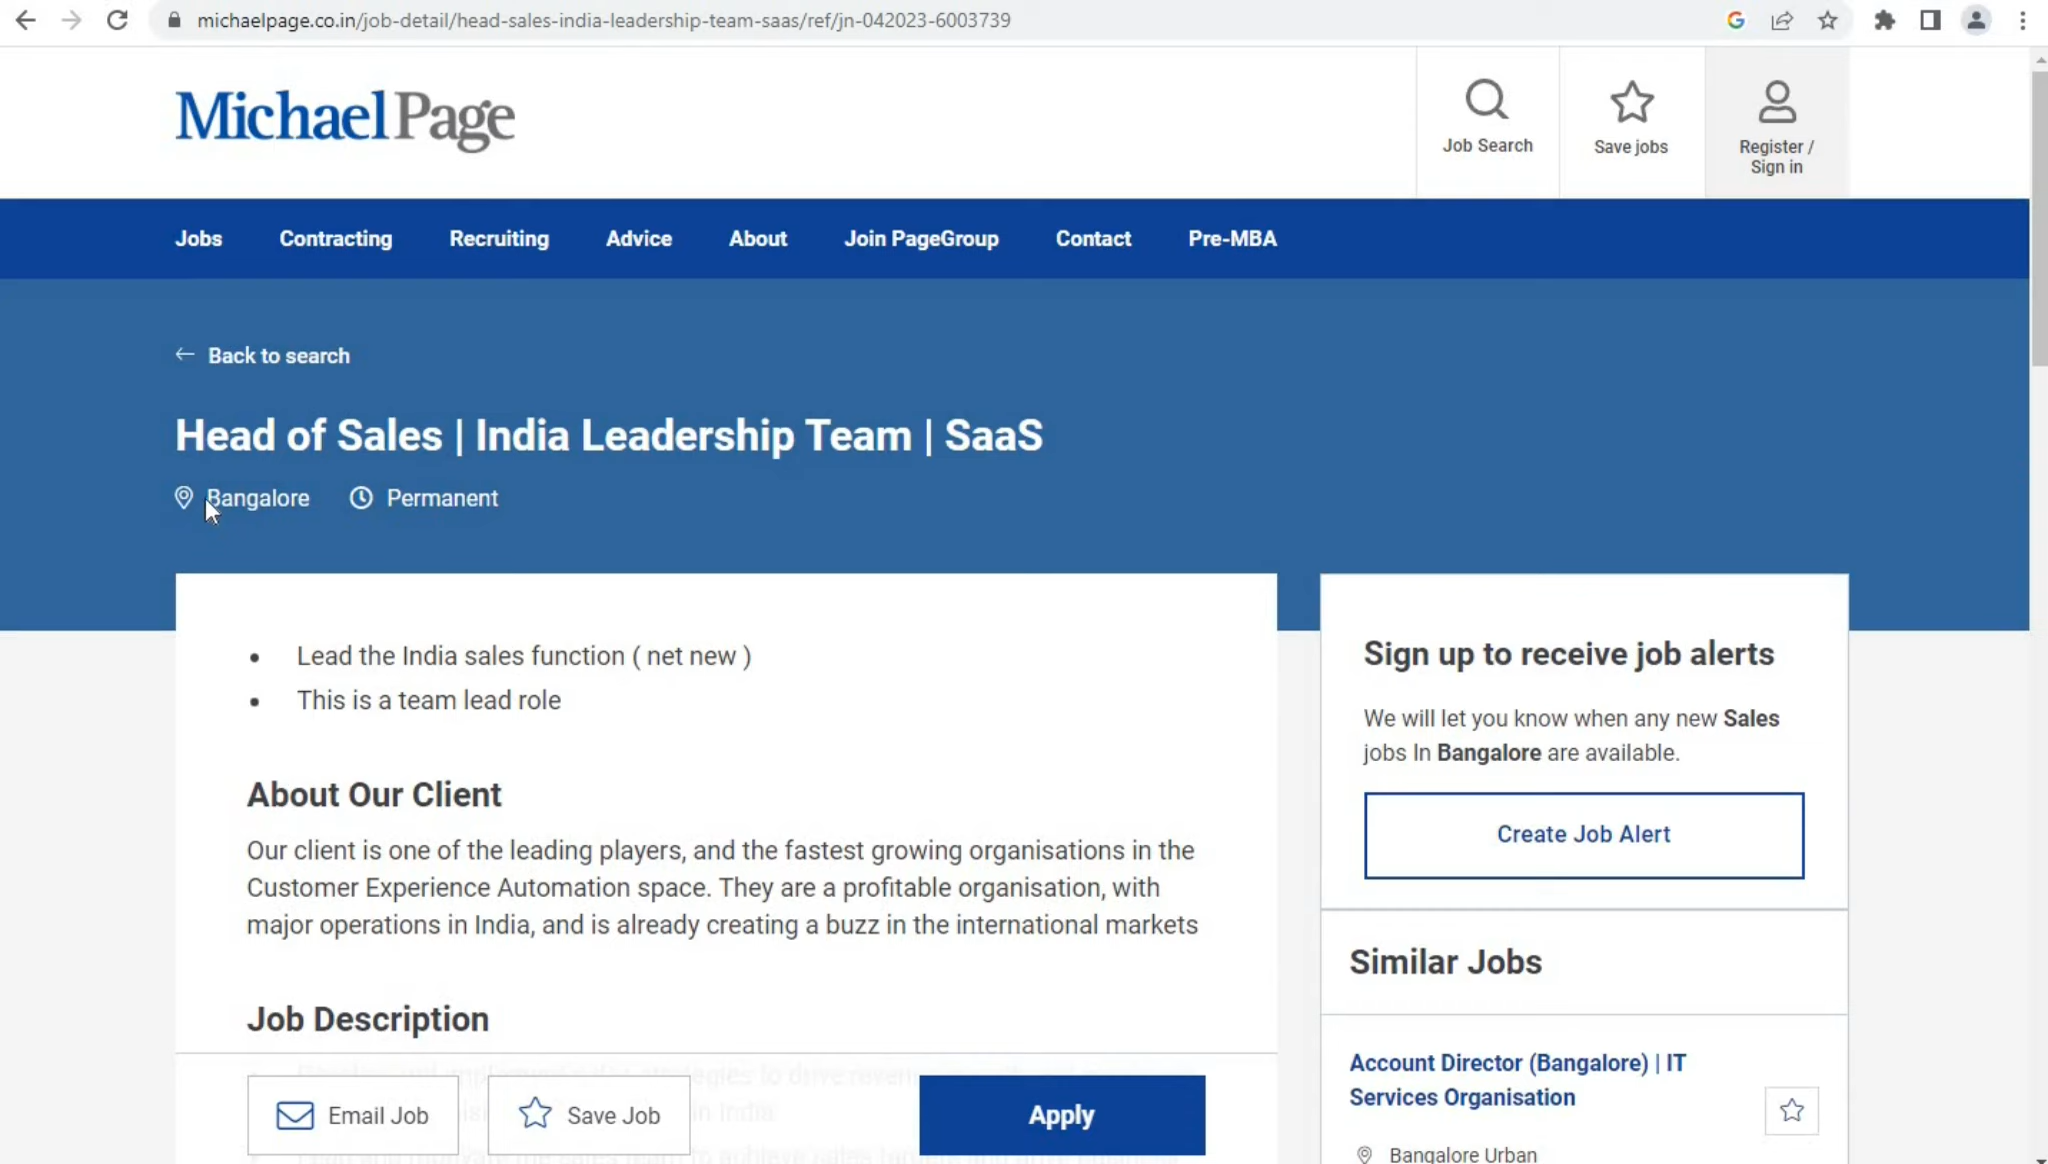 michaelpage.co.in/job-detail/head-sales-india-leadership-team-saas/ref/jn-042023-6003739
Michael Page
Job Search
Save jobs
Register /
Sign in
Jobs
Contracting
Recruiting
Advice
About
Join PageGroup
Contact
Pre-MBA
Back to search
Head of Sales | India Leadership Team | SaaS
Bangalore
Permanent
Lead the India sales function ( net new )
This is a team lead role
About Our Client
Our client is one of the leading players, and the fastest growing organisations in the
Customer Experience Automation space. They are a profitable organisation, with
major operations in India, and is already creating a buzz in the international markets
Job Description
in India
Email Job
Save Job
Apply
Sign up to receive job alerts
We will let you know when any new Sales
jobs In Bangalore are available.
Create Job Alert
Similar Jobs
Account Director (Bangalore) | IT
Services Organisation
Bangalore Urban